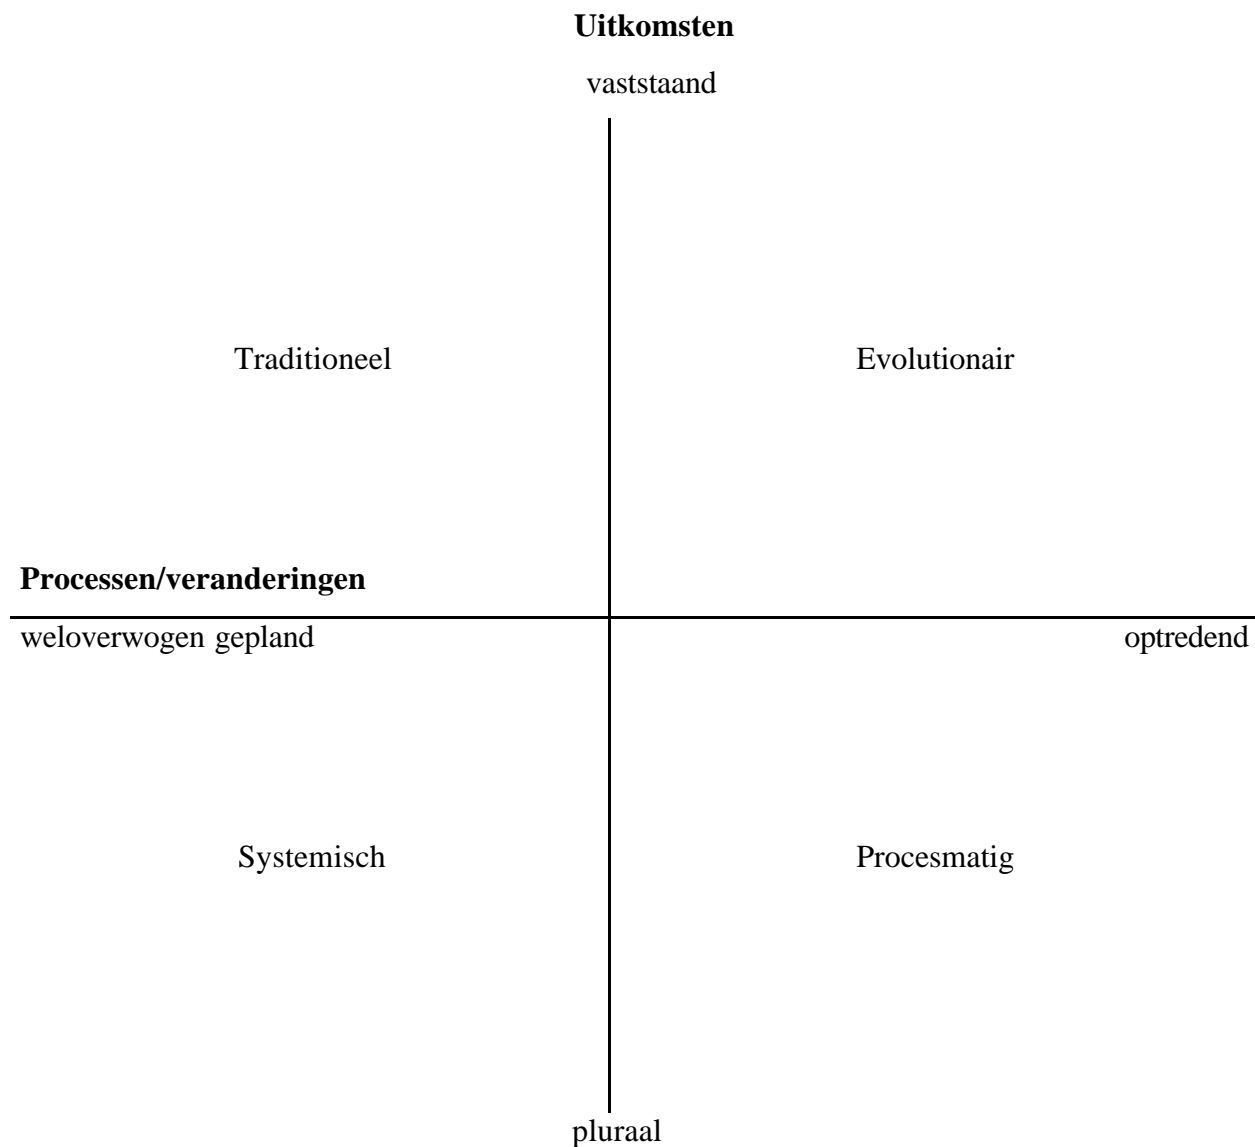 Uitkomsten
vaststaand
Traditioneel
Evolutionair
Processen/veranderingen
weloverwogen gepland
optredend
Systemisch
Procesmatig
pluraal